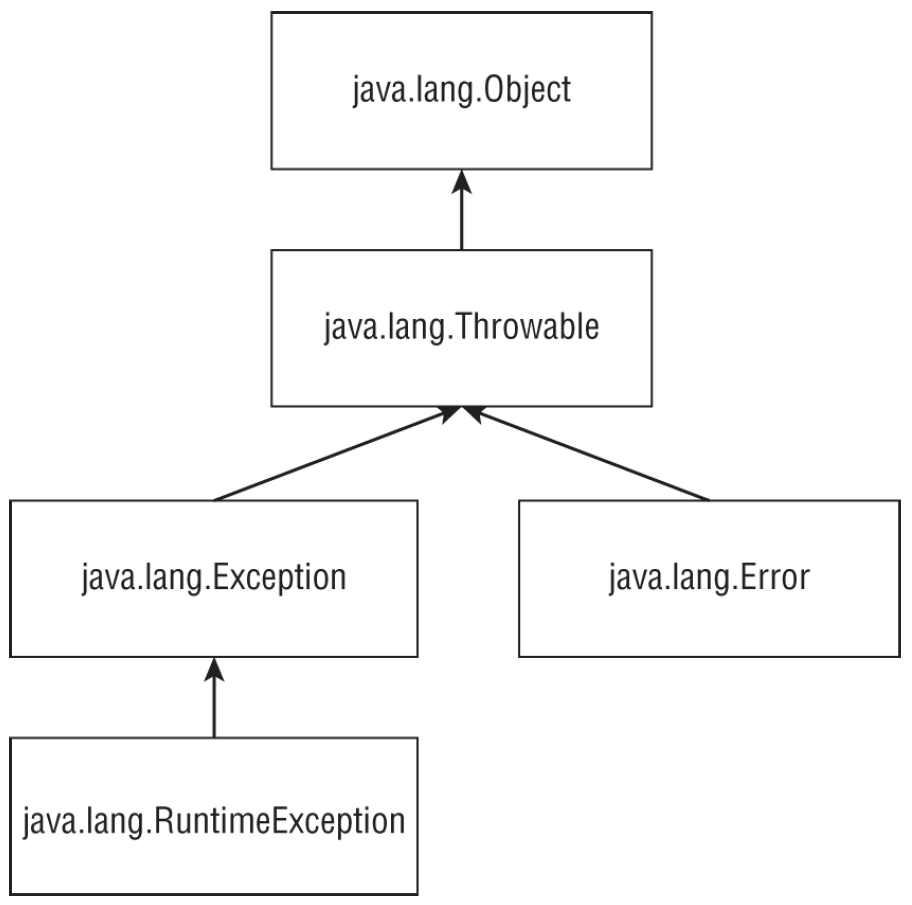 java.lang.Object
java.lang.Throwable
java.lang.Exception
java.lang.Error
java.lang.RuntimeException